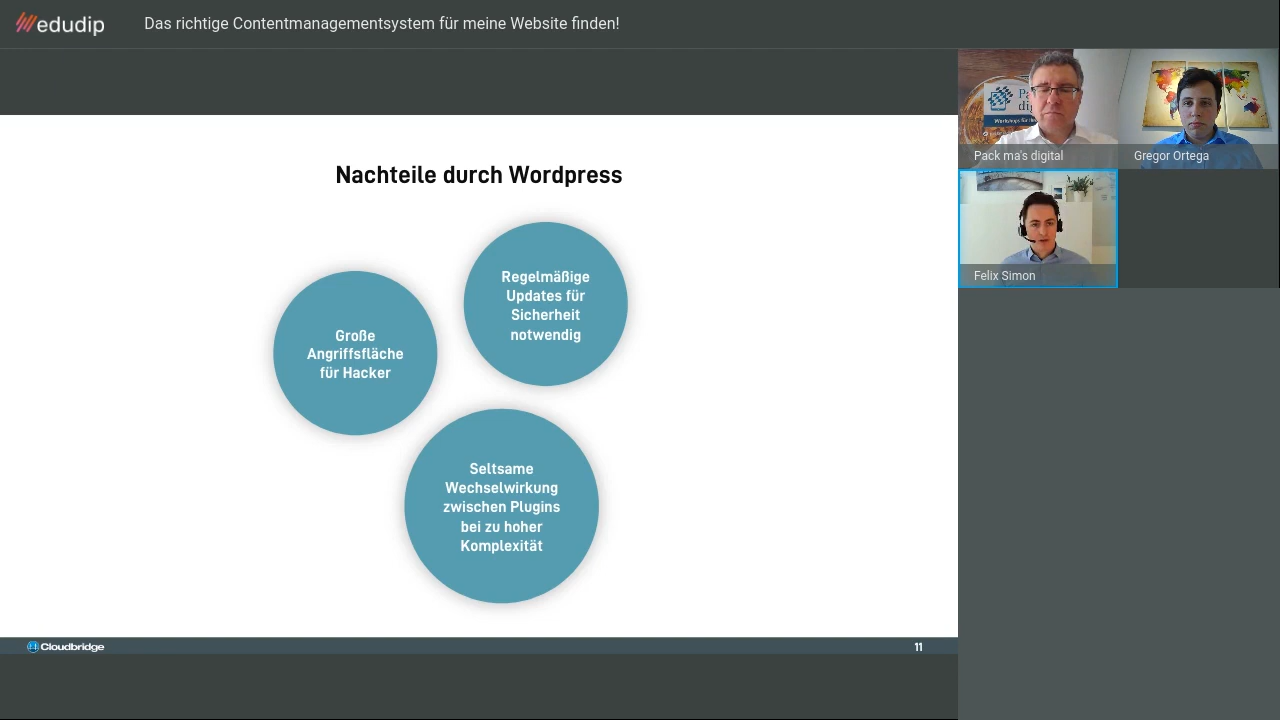 edudip
Das richtige Contentmanagementsystem für meine Website finden!
Nachteile durch Wordpress
Regelmäßige
Updates für
Sicherheit
notwendig
Große
Angriffsfläche
für Hacker
Seltsame
Wechselwirkung
zwischen Plugins
bei zu hoher
Komplexität
Cloudbridge
11
Pack ma's digital
Gregor Ortega
Felix Simon